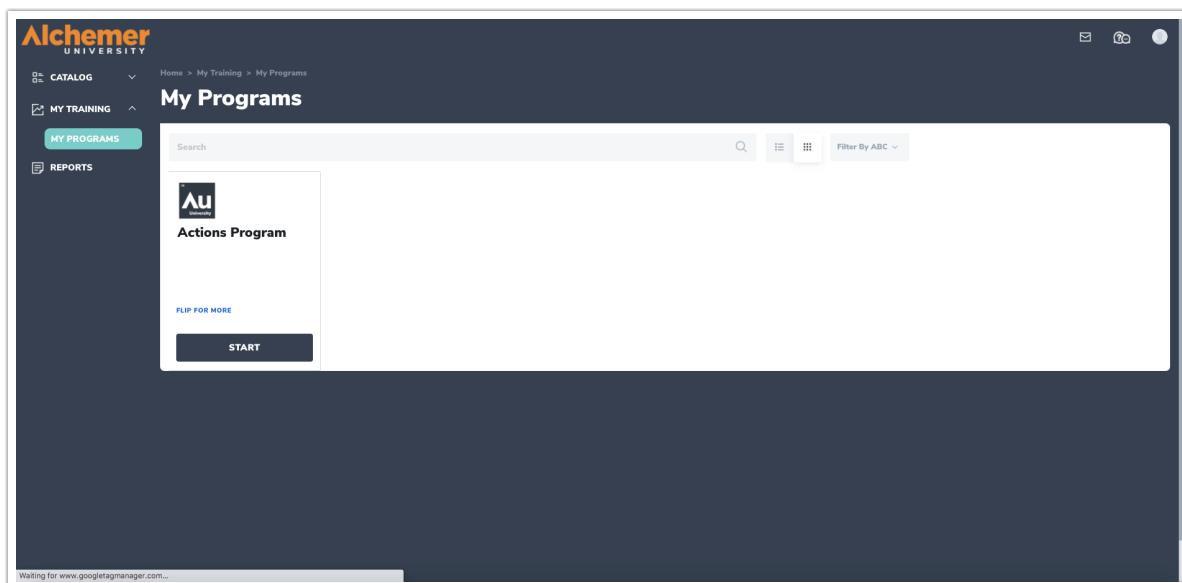 Alchemer
UNIVERSITY
CATALOG
MY TRAINING
MY PROGRAMS
REPORTS
Home > My Training > My Programs
My Programs
Search
Filter By ABC
Au
University
Actions Program
FLIP FOR MORE
START
Waiting for www.googletagmanager.com...